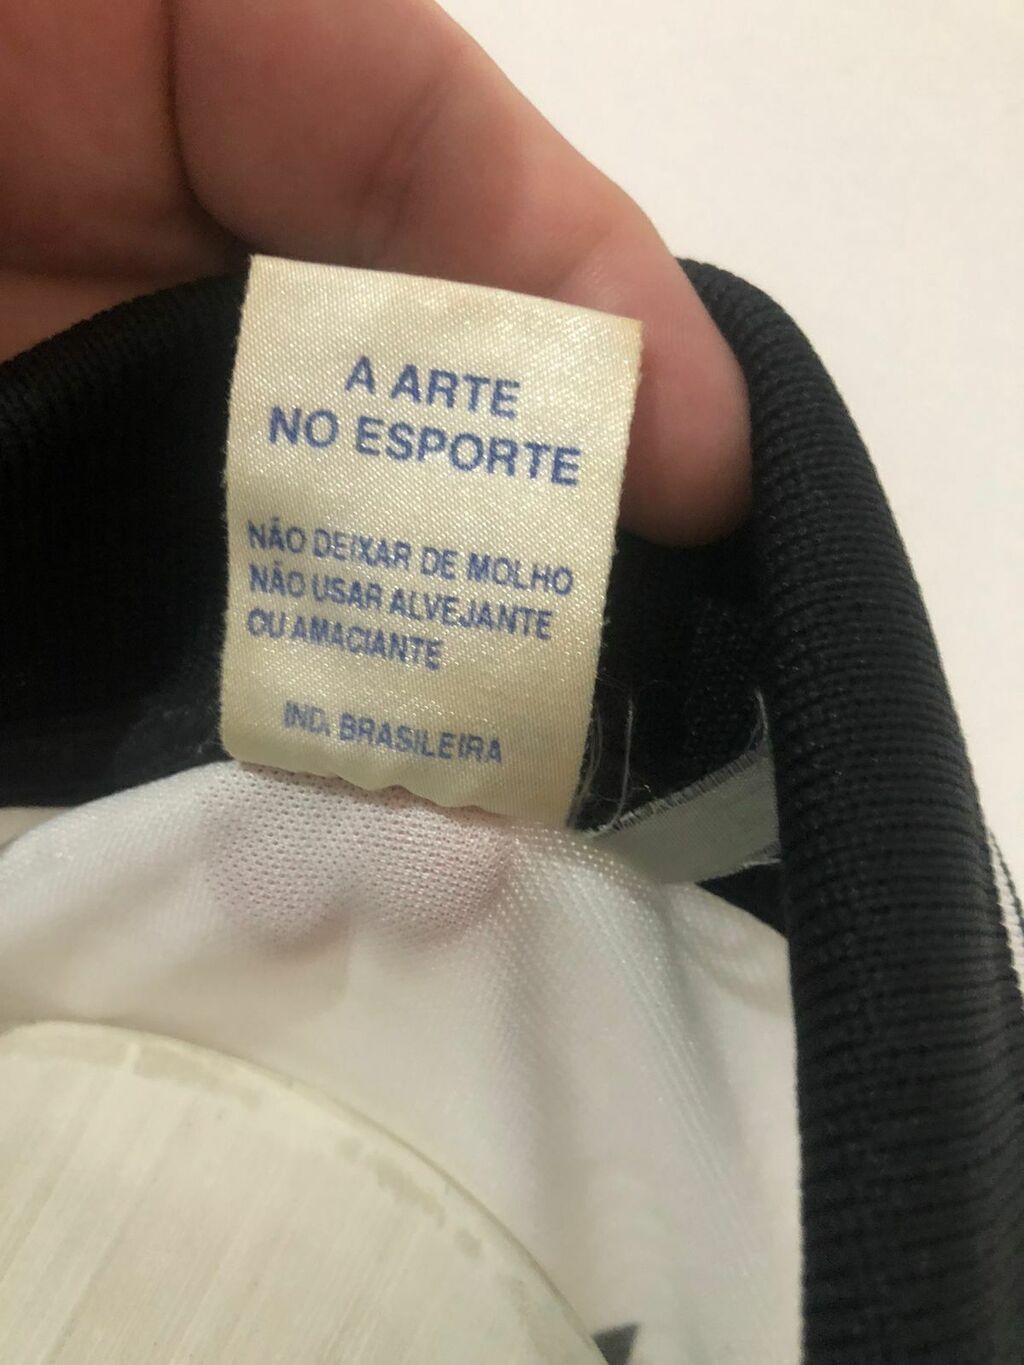 A ARTE
NO ESPORTE
NÃO DEIXAR DE MOLHO
NÃO USAR ALVEJANTE
OU AMACIANTE
IND. BRASILEIRA